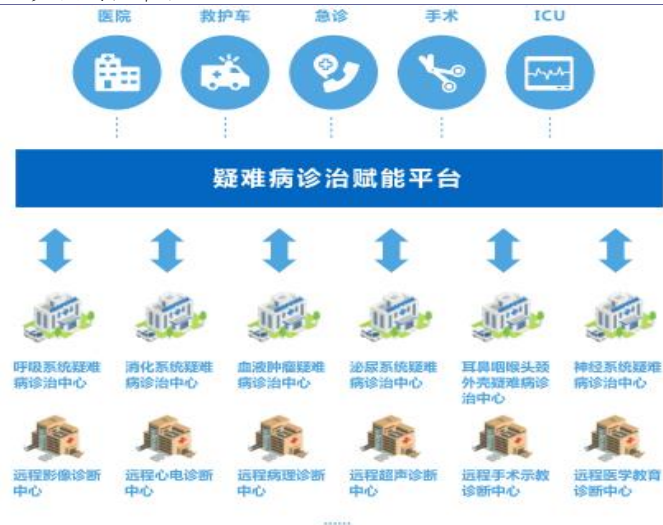 医院 救护车 急诊 手术 ICU
疑难病诊治赋能平台
呼吸系统疑难 消化系统疑难 血液肿瘤疑难 泌尿系统疑难 耳鼻咽喉头颈 神经系统疑难
病诊治中心 病诊治中心 病诊治中心 病诊治中心 外壳疑难病诊 病诊治中心
治中心
远程影像诊断 远程心电诊断 远程病理诊断 远程超声诊断 远程手术示教 远程医学教育
中心 中心 中心 中心 诊断中心 诊断中心